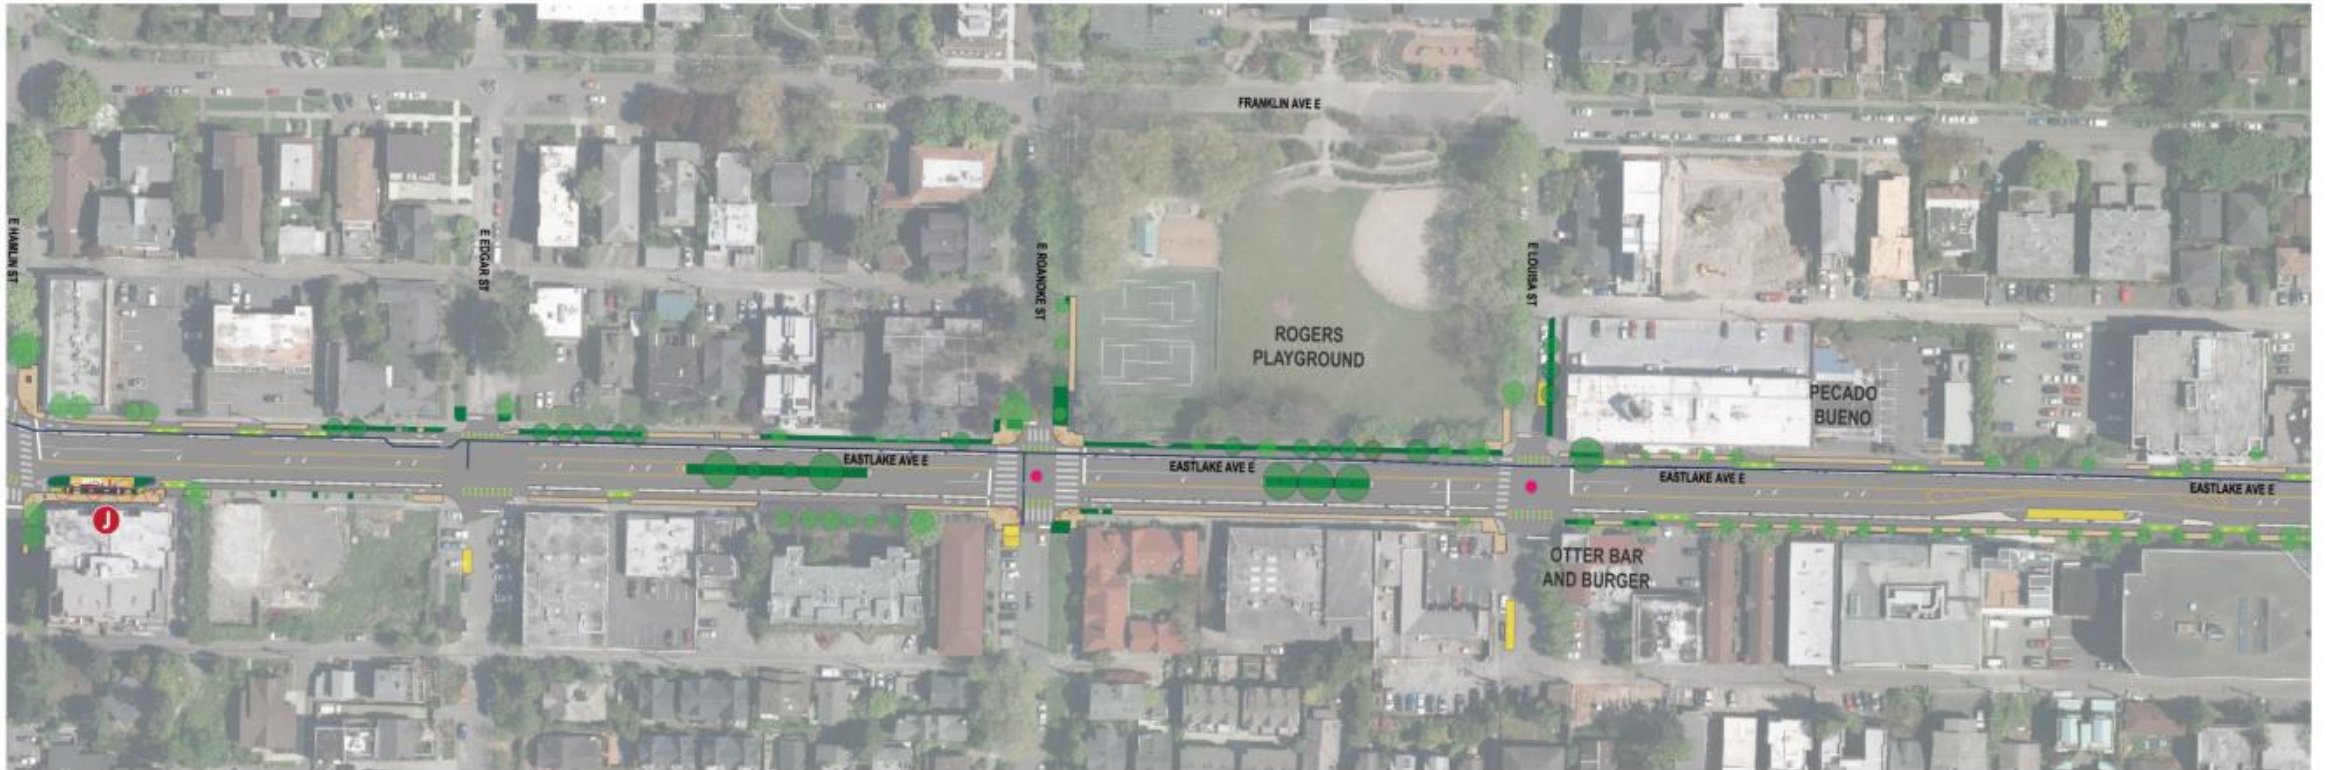 FRANKLIN AVE E
E HAMLIN ST
E EDGAR ST
E ROANOKE ST
E LOUISA ST
ROGERS
PLAYGROUND
PECADO
BUENO
EASTLAKE AVE E
EASTLAKE AVE E
EASTLAKE AVE E
EASTLAKE AVE E
J
OTTER BAR
AND BURGER